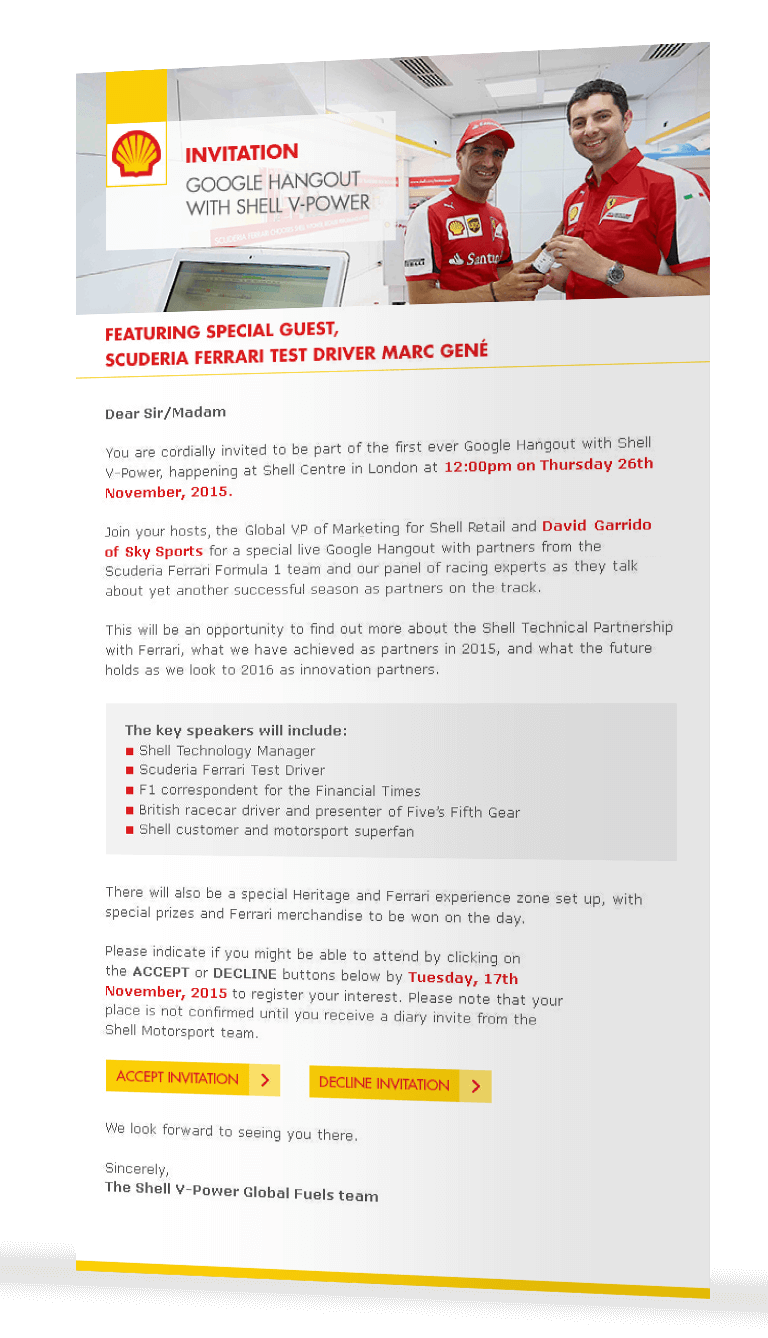 INVITATION
GOOGLE HANGOUT
WITH SHELL V-POWER
Santan
FEATURING SPECIAL GUEST,
SCUDERIA FERRARI TEST DRIVER MARC GENÉ
Dear Sir/Madam
You are cordially invited to be part of the first ever Google Hangout with Shell
V-Power, happening at Shell Centre in London at 12:00pm on Thursday 26th
November, 2015.
Join your hosts, the Global VP of Marketing for Shell Retail and David Garrido
of Sky Sports for a special live Google Hangout with partners from the
Scuderia Ferrari Formula 1 team and our panel of racing experts as they talk
about yet another successful season as partners on the track.
This will be an opportunity to find out more about the Shell Technical Partnership
with Ferrari, what we have achieved as partners in 2015, and what the future
holds as we look to 2016 as innovation partners.
The key speakers will include:
■ Shell Technology Manager
■ Scuderia Ferrari Test Driver
■ F1 correspondent for the Financial Times
■ British racecar driver and presenter of Five's Fifth Gear
■ Shell customer and motorsport superfan
There will also be a special Heritage and Ferrari experience zone set up, with
special prizes and Ferrari merchandise to be won on the day.
Please indicate if you might be able to attend by clicking on
the ACCEPT or DECLINE buttons below by Tuesday, 17th
November, 2015 to register your interest. Please note that your
place is not confirmed until you receive a diary invite from the
Shell Motorsport team.
ACCEPT INVITATION
DECLINE INVITATION
We look forward to seeing you there.
Sincerely,
The Shell V-Power Global Fuels team